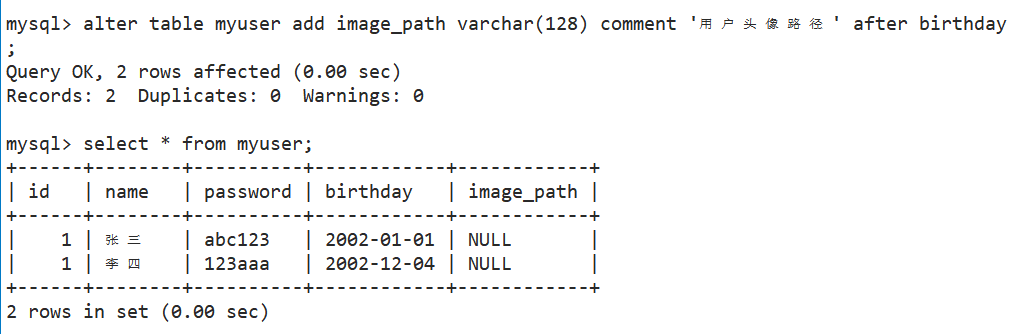 mysql> alter table myuser add image_path varchar(128) comment '用户头像路径' after birthday
;
Query OK, 2 rows affected (0.00 sec)
Records: 2  Duplicates: 0  Warnings: 0

mysql> select * from myuser;
+------+--------+----------+------------+------------+
| id   | name   | password | birthday   | image_path |
+------+--------+----------+------------+------------+
|    1 | 张三   | abc123   | 2002-01-01 | NULL       |
|    1 | 李四   | 123aaa   | 2002-12-04 | NULL       |
+------+--------+----------+------------+------------+
2 rows in set (0.00 sec)